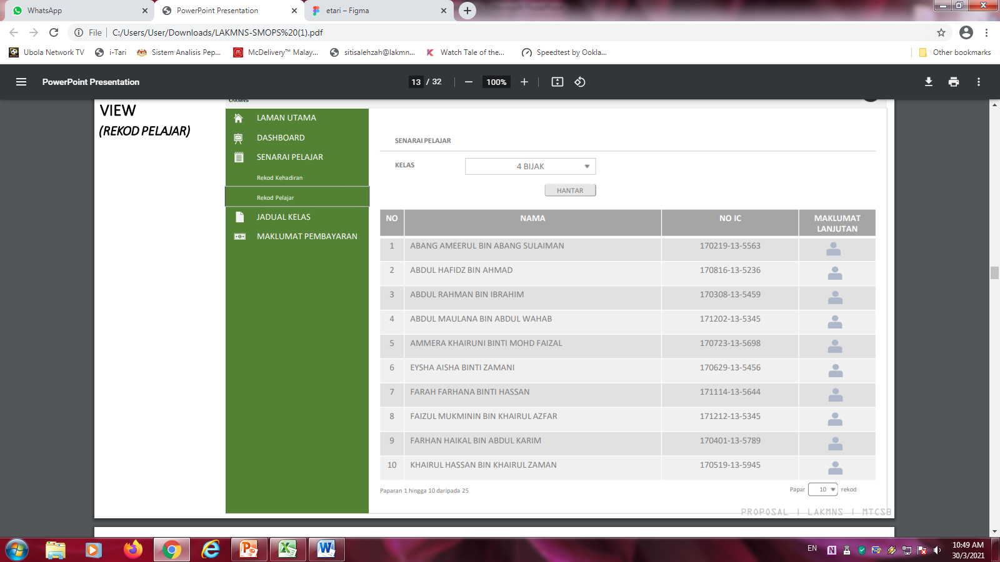 WhatsApp
PowerPoint Presentation
etari – Figma
File
C:/Users/User/Downloads/LAKMNS-SMOPS%20(1).pdf
Ubola Network TV
i-Tari
Sistem Analisis Pep...
McDelivery™ Malay...
sitisalehzah@lakmn...
Watch Tale of the...
Speedtest by Ookla...
Other bookmarks
PowerPoint Presentation
13 / 32
100%
VIEW
(REKOD PELAJAR)
LAKMNS
LAMAN UTAMA
DASHBOARD
SENARAI PELAJAR
Rekod Kehadiran
Rekod Pelajar
JADUAL KELAS
MAKLUMAT PEMBAYARAN
SENARAI PELAJAR
KELAS
4 BIJAK
HANTAR
NO NAMA NO IC MAKLUMAT LANJUTAN
1 ABANG AMEERUL BIN ABANG SULAIMAN 170219-13-5563
2 ABDUL HAFIDZ BIN AHMAD 170816-13-5236
3 ABDUL RAHMAN BIN IBRAHIM 170308-13-5459
4 ABDUL MAULANA BIN ABDUL WAHAB 171202-13-5345
5 AMMERA KHAIRUNI BINTI MOHD FAIZAL 170723-13-5698
6 EYSHA AISHA BINTI ZAMANI 170629-13-5456
7 FARAH FARHANA BINTI HASSAN 171114-13-5644
8 FAIZUL MUKMININ BIN KHAIRUL AZFAR 171212-13-5345
9 FARHAN HAIKAL BIN ABDUL KARIM 170401-13-5789
10 KHAIRUL HASSAN BIN KHAIRUL ZAMAN 170519-13-5945
Paparan 1 hingga 10 daripada 25
Papar 10 rekod
PROPOSAL | LAKMNS | MTCSB
EN
10:49 AM
30/3/2021